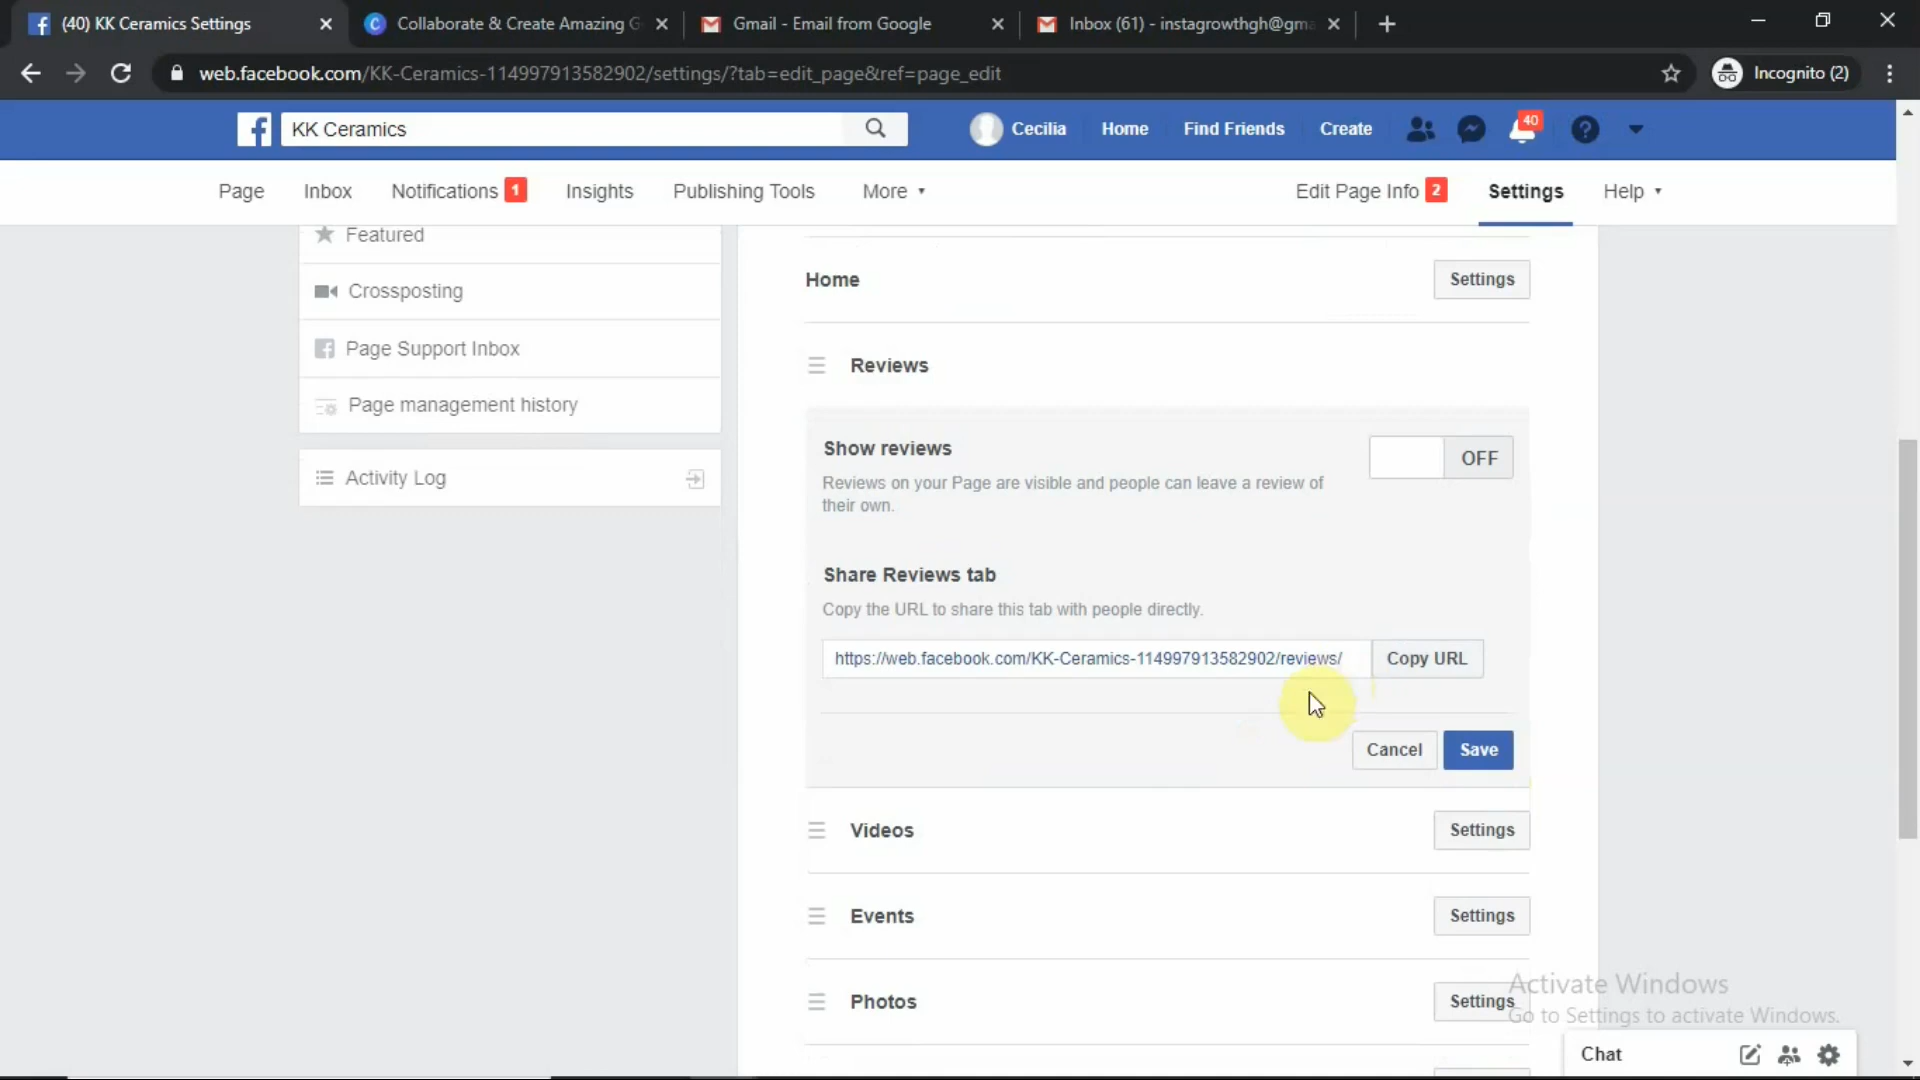 (40) KK Ceramics Settings
Collaborate & Create Amazing G
Gmail - Email from Google
Inbox (61) - instagrowthgh@gma
web.facebook.com/KK-Ceramics-114997913582902/settings/?tab=edit_page&ref=page_edit
Incognito (2)
KK Ceramics
Cecilia
Home
Find Friends
Create
40
Page
Inbox
Notifications 1
Insights
Publishing Tools
More
Edit Page Info 2
Settings
Help
Featured
Crossposting
Page Support Inbox
Page management history
Activity Log
Home
Settings
Reviews
Show reviews
OFF
Reviews on your Page are visible and people can leave a review of
their own.
Share Reviews tab
Copy the URL to share this tab with people directly.
https://web.facebook.com/KK-Ceramics-114997913582902/reviews/
Copy URL
Cancel
Save
Videos
Settings
Events
Settings
Photos
Settings
Activate Windows
Go to Settings to activate Windows.
Chat